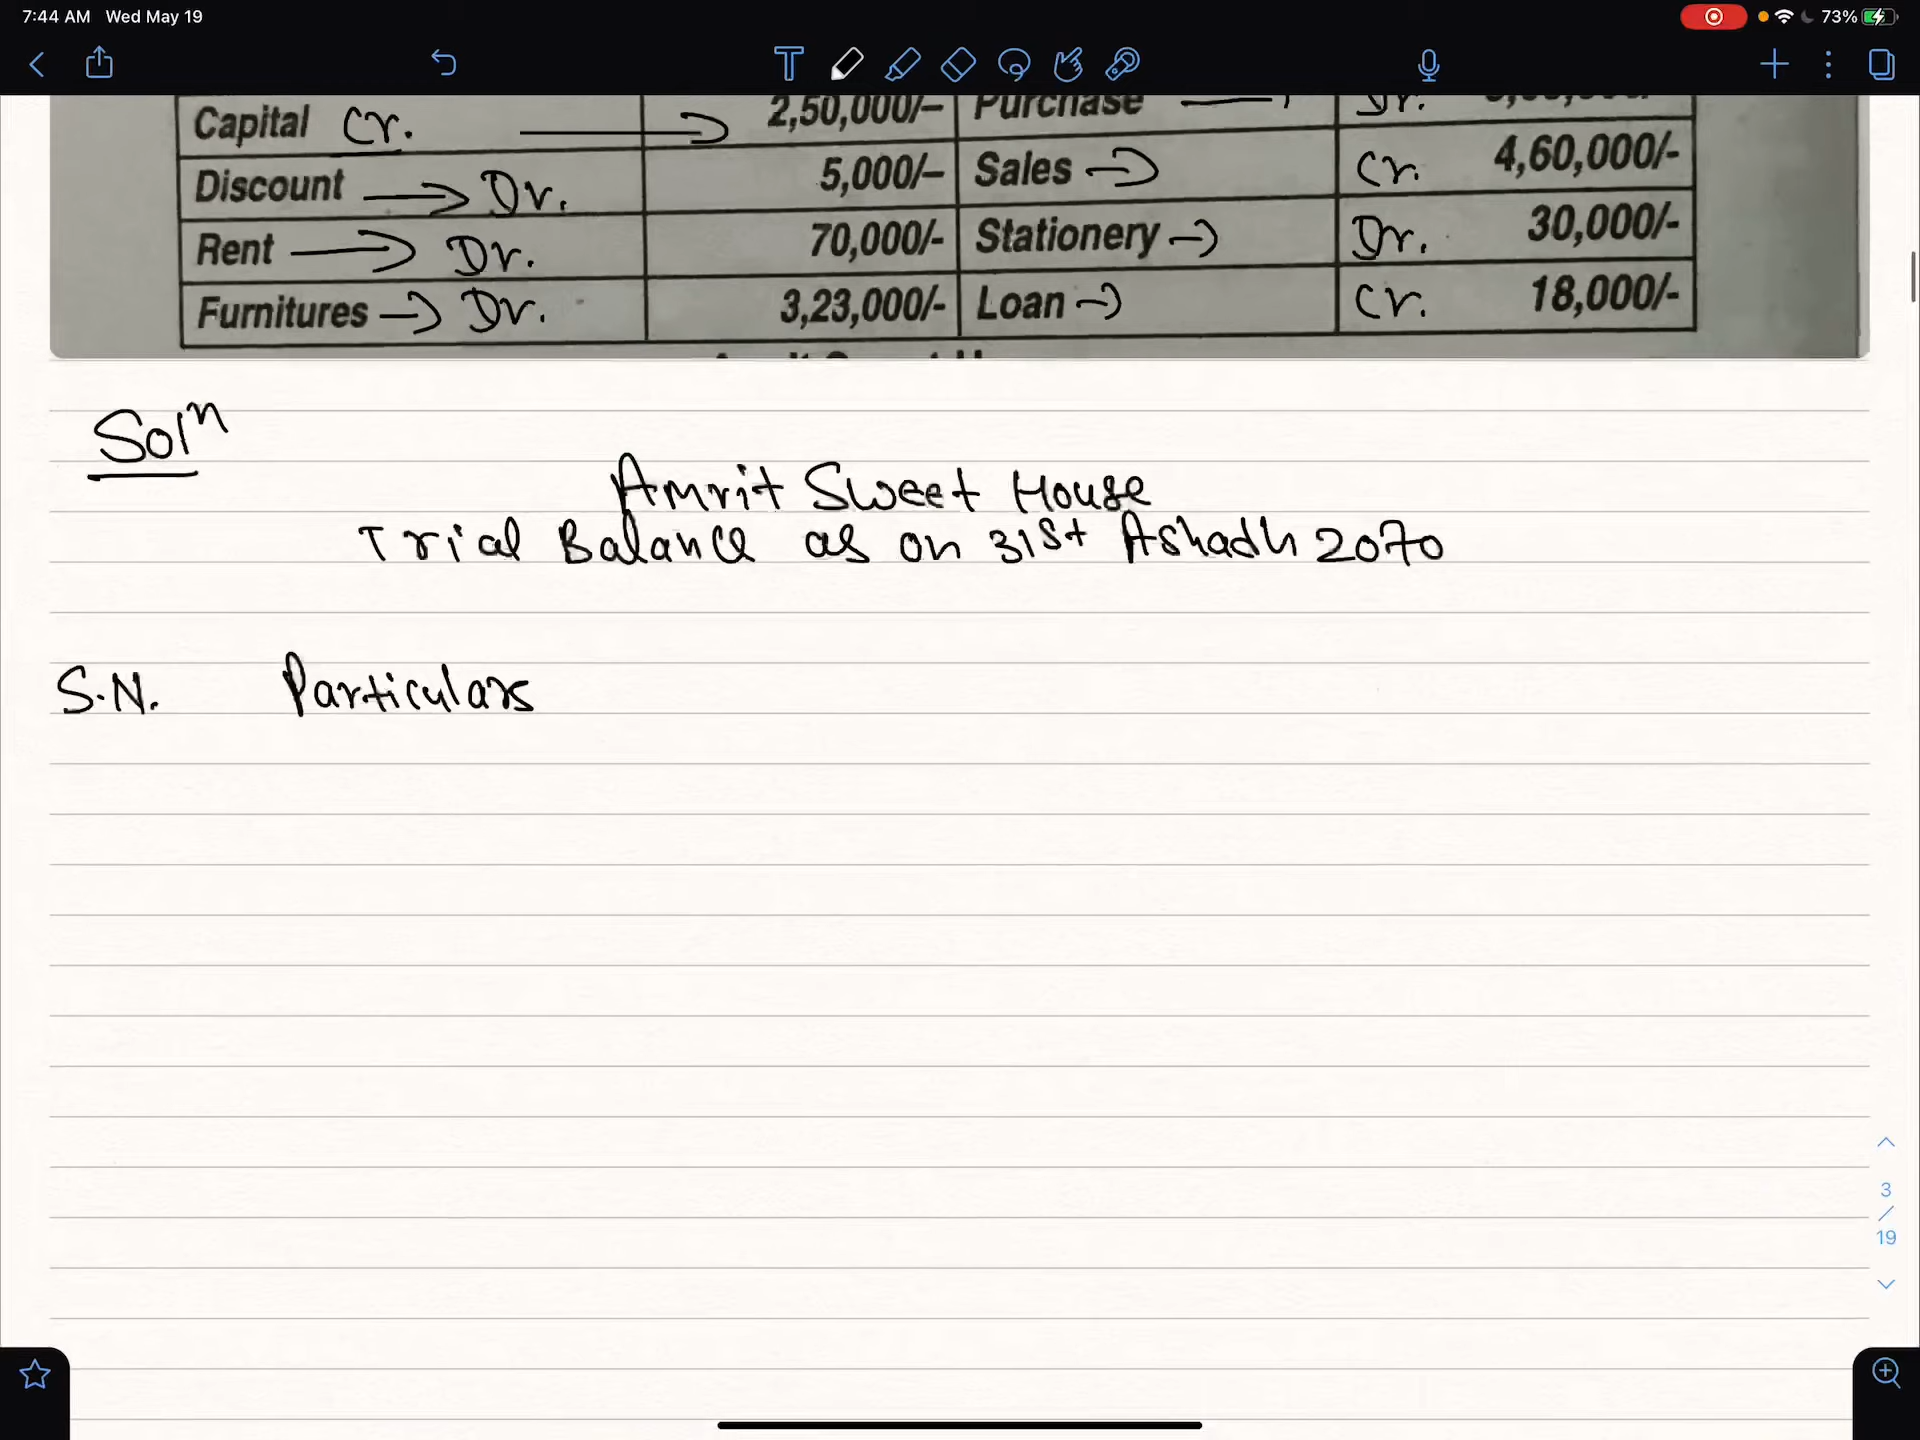 7:44 AM Wed May 19
73%
Capital Cr. 2,50,000/- Purchase Dr.
Discount Dr. 5,000/- Sales Cr. 4,60,000/-
Rent Dr. 70,000/- Stationery Dr. 30,000/-
Furnitures Dr. 3,23,000/- Loan Cr. 18,000/-
Solⁿ
Amrit Sweet House
Trial Balance as on 31st Ashadh 2070
S.N. Particulars
3
/
19